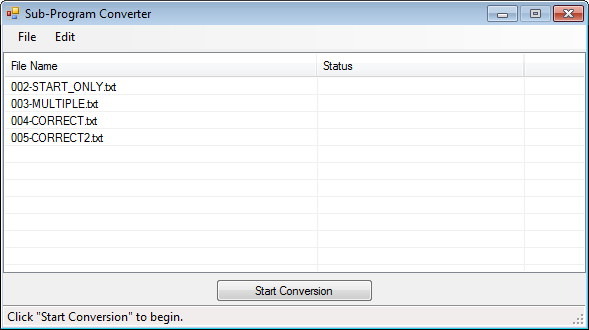 Sub-Program Converter
File Edit
File Name Status
002-START_ONLY.txt
003-MULTIPLE.txt
004-CORRECT.txt
005-CORRECT2.txt
Start Conversion
Click "Start Conversion" to begin.